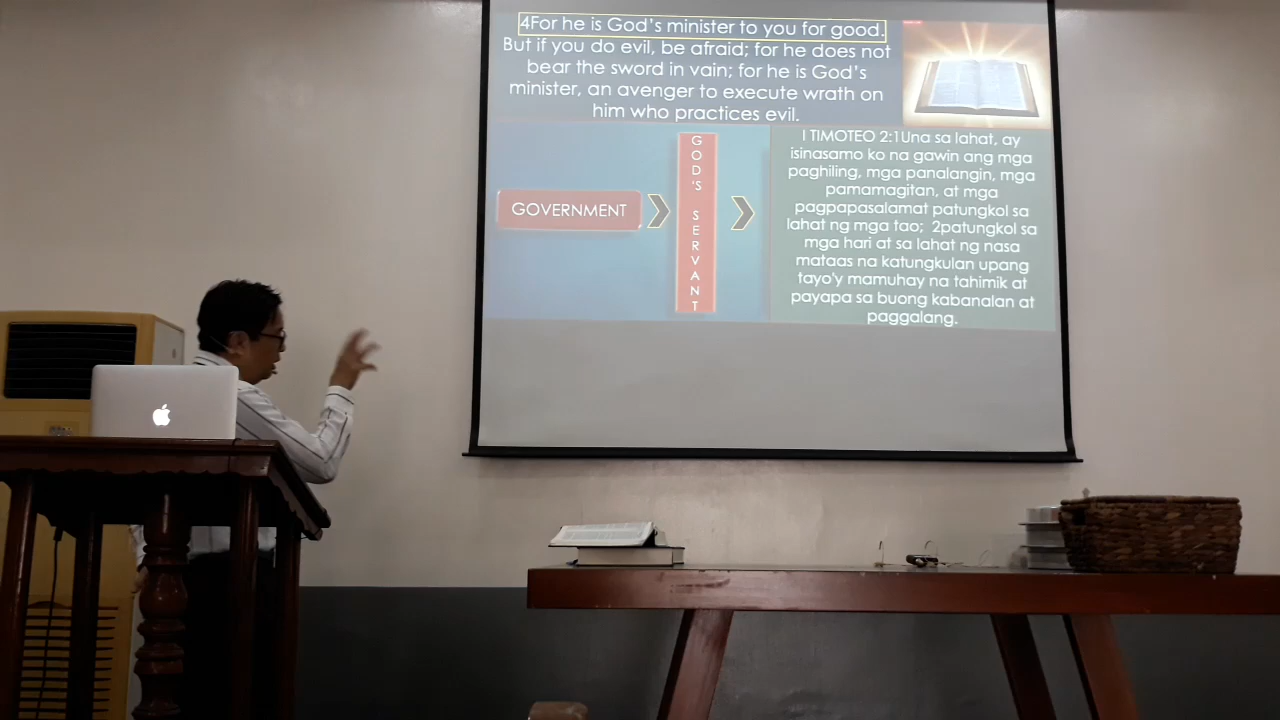 4For he is God's minister to you for good.
But if you do evil, be afraid; for he does not
bear the sword in vain; for he is God's
minister, an avenger to execute wrath on
him who practices evil.
GOVERNMENT
GOD'S SERVANT
I TIMOTEO 2:1Una sa lahat, ay
isinasamo ko na gawin ang mga
paghiling, mga panalangin, mga
pamamagitan, at mga
pagpapasalamat patungkol sa
lahat ng mga tao; 2patungkol sa
mga hari at sa lahat ng nasa
mataas na katungkulan upang
tayo'y mamuhay na tahimik at
payapa sa buong kabanalan at
paggalang.